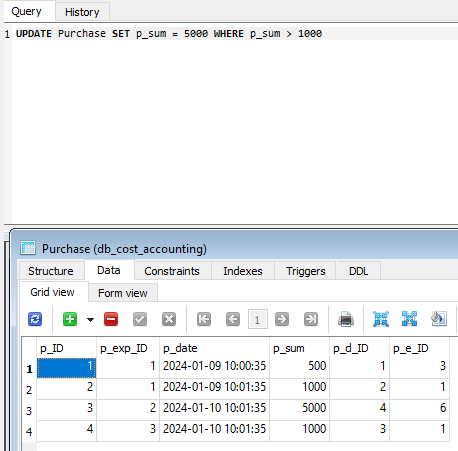 Query History
1 UPDATE Purchase SET p_sum = 5000 WHERE p_sum > 1000
Purchase (db_cost_accounting)
Structure Data Constraints Indexes Triggers DDL
Grid view Form view
1
p_ID p_exp_ID p_date p_sum p_d_ID p_e_ID
1 1 1 2024-01-09 10:00:35 500 1 3
2 2 1 2024-01-09 10:01:35 1000 2 1
3 3 2 2024-01-10 10:01:35 5000 4 6
4 4 3 2024-01-10 10:01:35 1000 3 1